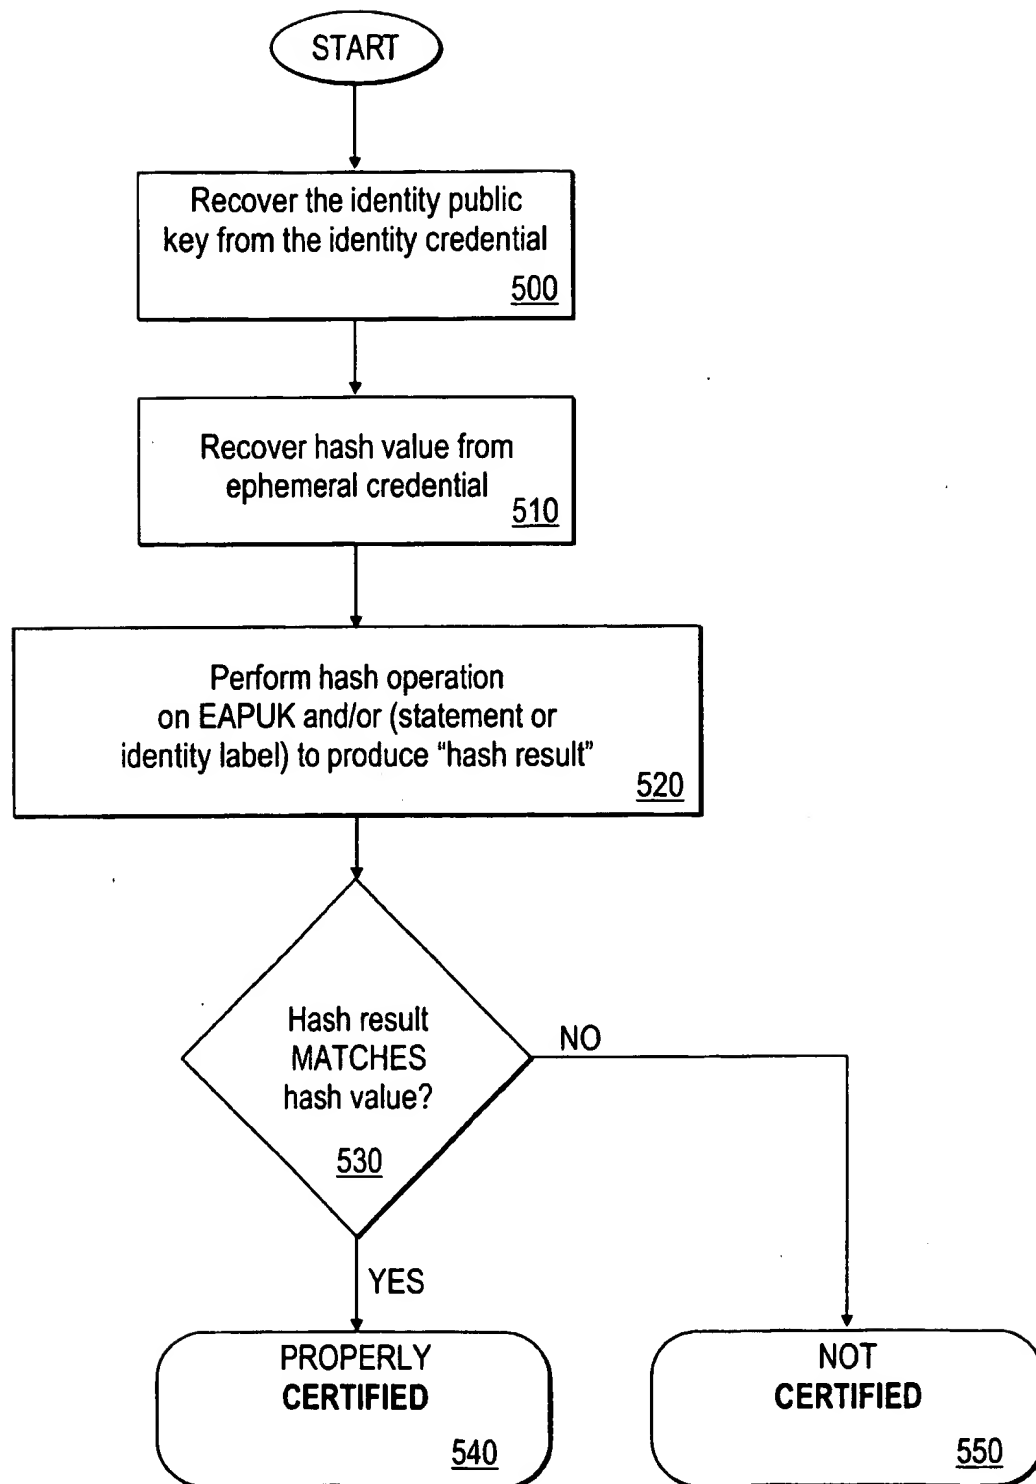 START
Recover the identity public
key from the identity credential
500
Recover hash value from
ephemeral credential
510
Perform hash operation
on EAPUK and/or (statement or
identity label) to produce “hash result”
520
Hash result
MATCHES
hash value?
530
NO
YES
PROPERLY
CERTIFIED
540
NOT
CERTIFIED
550